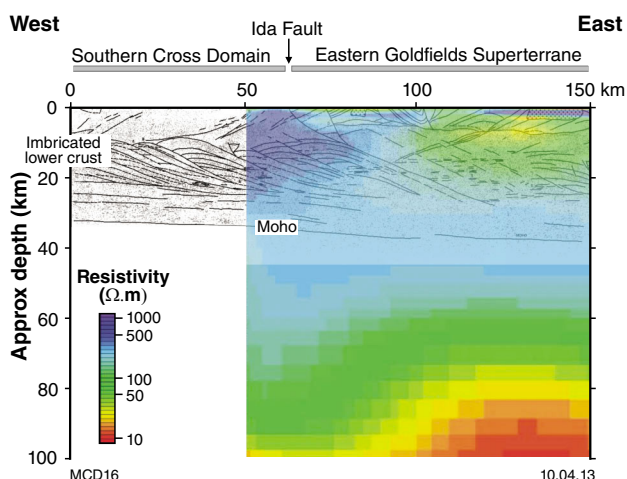 West East
Ida Fault
Southern Cross Domain Eastern Goldfields Superterrane
0 50 100 150 km
0
Imbricated
lower crust
20
Moho
40
Approx depth (km)
Resistivity
(Ω.m)
1000
500
60
100
50
80
10
100
MCD16 10.04.13